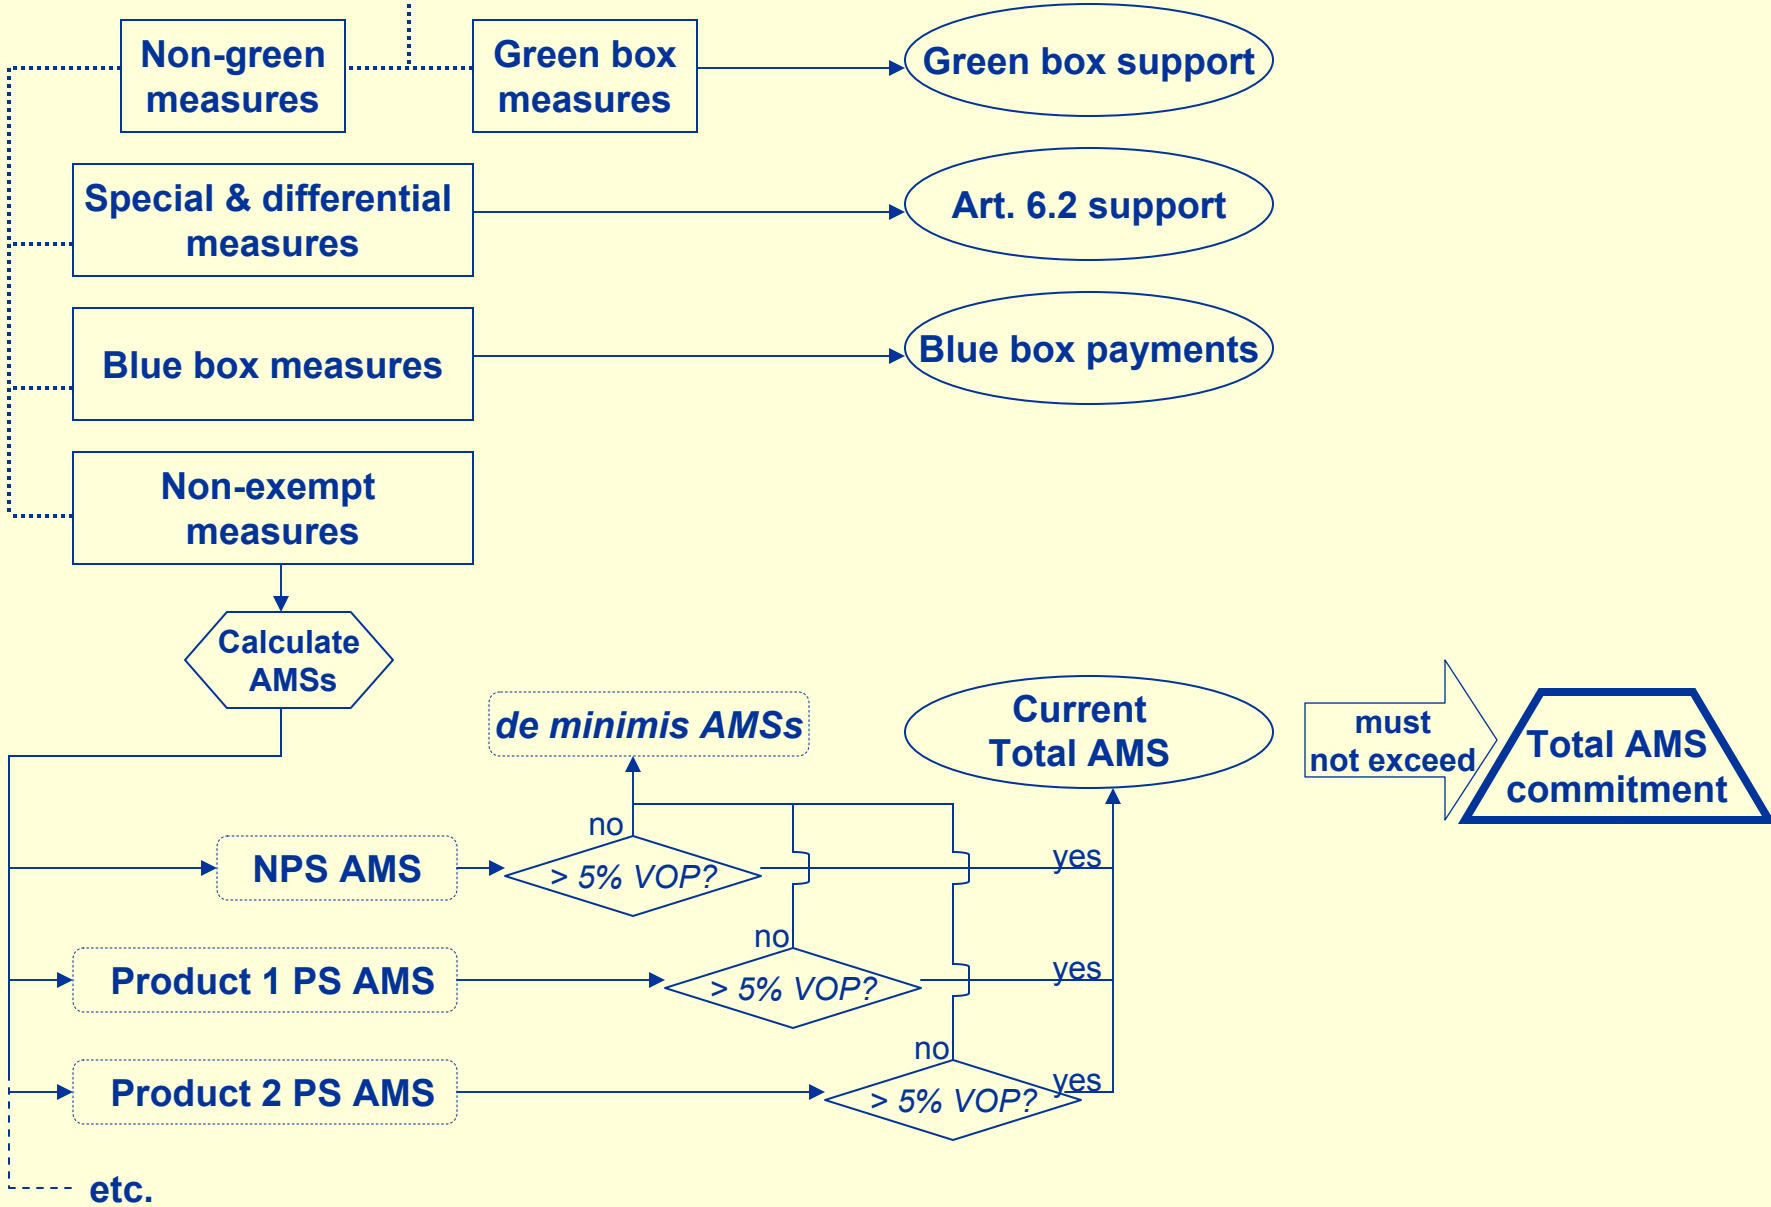 Non-green
measures
Green box
measures
Green box support
Special & differential
measures
Art. 6.2 support
Blue box measures
Blue box payments
Non-exempt
measures
Calculate
AMSs
de minimis AMSs
Current
Total AMS
must
not exceed
Total AMS
commitment
no
NPS AMS
> 5% VOP?
yes
no
Product 1 PS AMS
> 5% VOP?
yes
no
Product 2 PS AMS
> 5% VOP?
yes
etc.